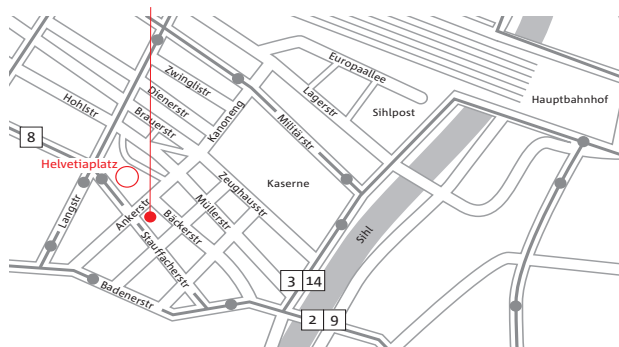 Europaallee
Zwinglistr
Lagerstr
Hauptbahnhof
Hohlstr
Dienerstr
Sihlpost
Brauerstr
Kanoneng
Militärstr
8
Helvetiaplatz
Kaserne
Zeughausstr
Langstr
Ankerstr
Müllerstr
Bäckerstr
Sihl
Stauffacherstr
3 14
Badenerstr
2 9